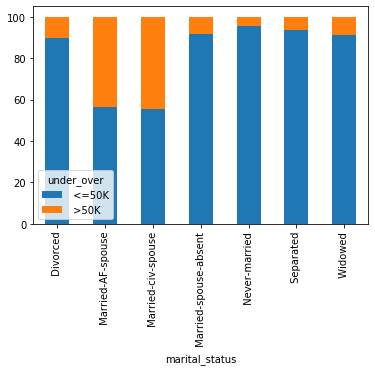 100
80
60
40
20
0
under_over
<=50K
>50K
Divorced
Married-AF-spouse
Married-civ-spouse
Married-spouse-absent
Never-married
Separated
Widowed
marital_status